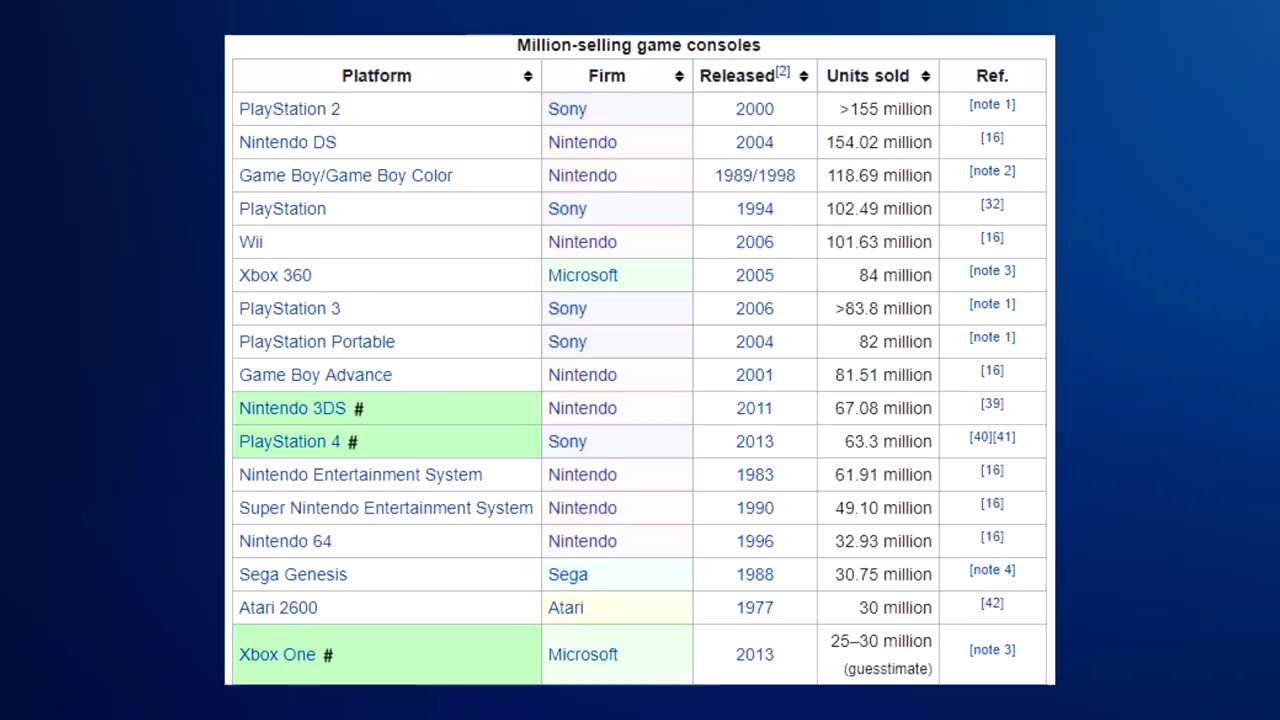 Million-selling game consoles
Platform Firm Released[2] Units sold Ref.
PlayStation 2 Sony 2000 >155 million [note 1]
Nintendo DS Nintendo 2004 154.02 million [16]
Game Boy/Game Boy Color Nintendo 1989/1998 118.69 million [note 2]
PlayStation Sony 1994 102.49 million [32]
Wii Nintendo 2006 101.63 million [16]
Xbox 360 Microsoft 2005 84 million [note 3]
PlayStation 3 Sony 2006 >83.8 million [note 1]
PlayStation Portable Sony 2004 82 million [note 1]
Game Boy Advance Nintendo 2001 81.51 million [16]
Nintendo 3DS # Nintendo 2011 67.08 million [39]
PlayStation 4 # Sony 2013 63.3 million [40][41]
Nintendo Entertainment System Nintendo 1983 61.91 million [16]
Super Nintendo Entertainment System Nintendo 1990 49.10 million [16]
Nintendo 64 Nintendo 1996 32.93 million [16]
Sega Genesis Sega 1988 30.75 million [note 4]
Atari 2600 Atari 1977 30 million [42]
Xbox One # Microsoft 2013 25–30 million (guesstimate) [note 3]